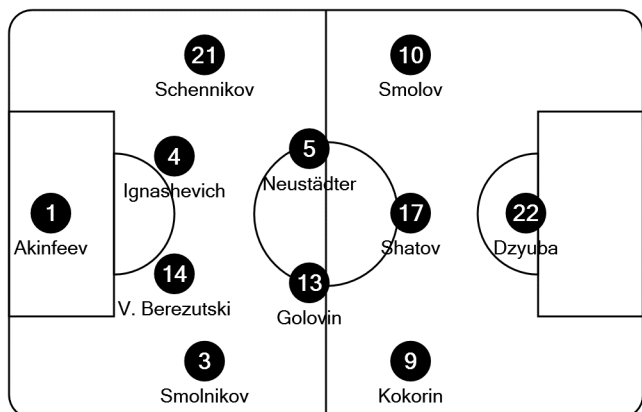 21
Schennikov
10
Smolov
4
Ignashevich
5
Neustädter
1
Akinfeev
17
Shatov
22
Dzyuba
14
V. Berezutski
13
Golovin
3
Smolnikov
9
Kokorin